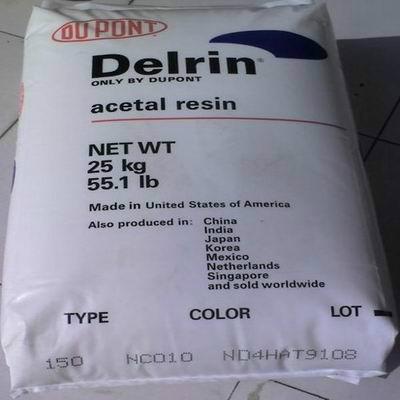 DU PONT
Delrin®
ONLY BY DUPONT
acetal resin
NET WT
25 kg
55.1 lb
Made in United States of America
Also produced in: China
India
Japan
Korea
Mexico
Netherlands
Singapore
and sold worldwide
TYPE COLOR LOT
150 NC010 ND4HAT9108